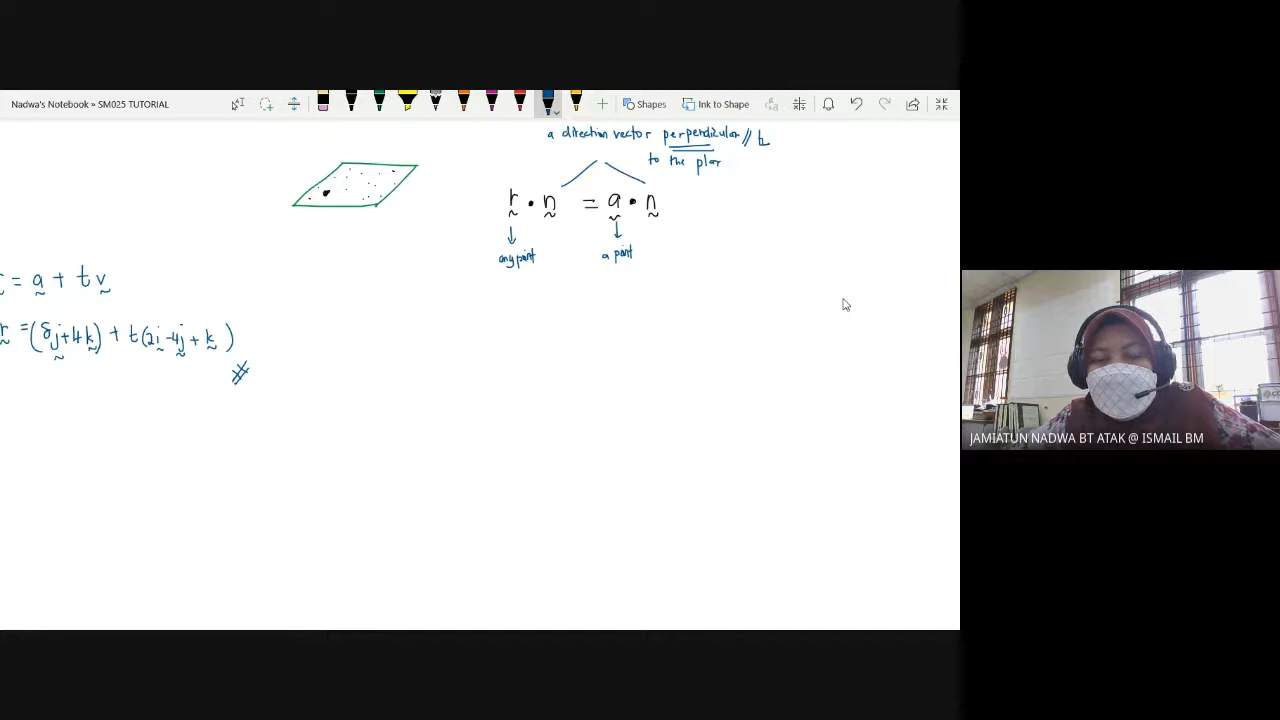 Nadwa's Notebook » SM025 TUTORIAL
Shapes
Ink to Shape
a direction vector perpendicular //
to the plan
r • n = a • n
any point
a point
r = a + t v
r = (8j + 4k) + t(2i - 4j + k)
JAMIATUN NADWA BT ATAK @ ISMAIL BM